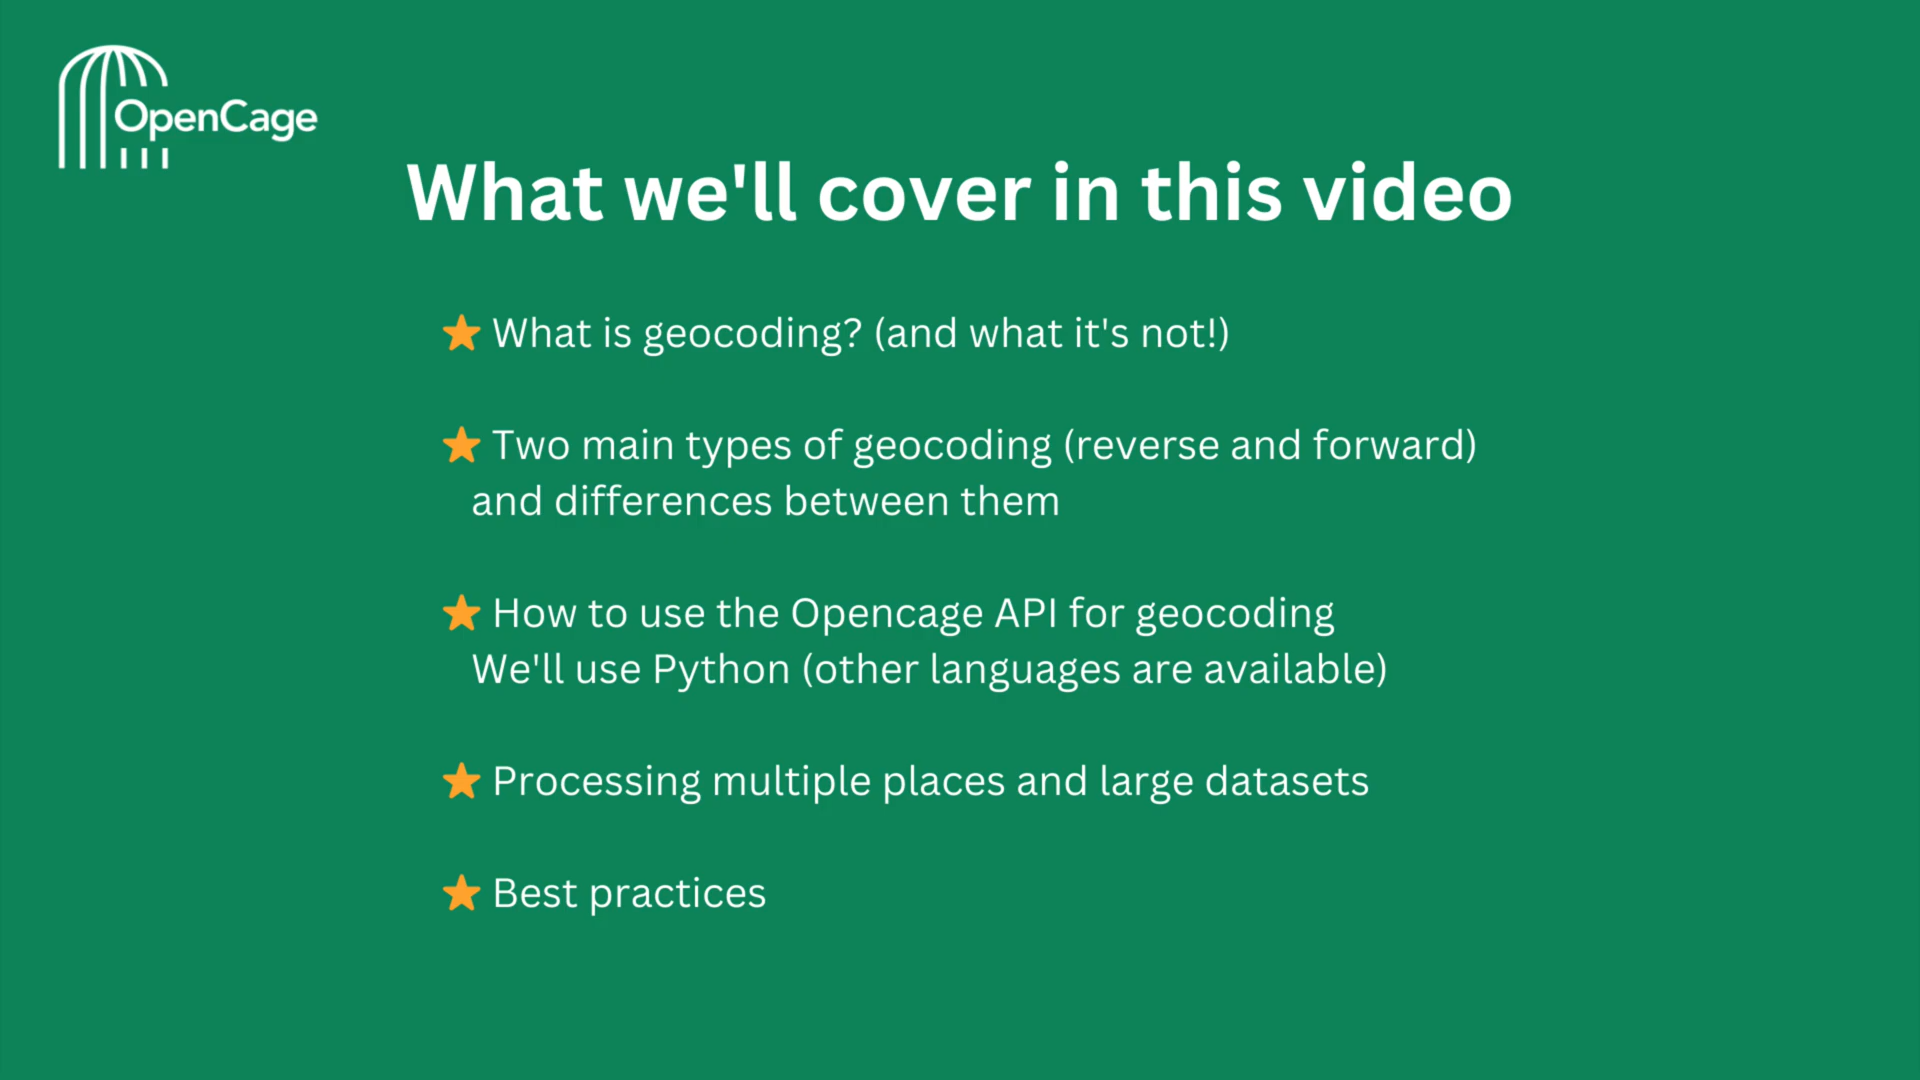 OpenCage
What we'll cover in this video
What is geocoding? (and what it's not!)
Two main types of geocoding (reverse and forward)
and differences between them
How to use the Opencage API for geocoding
We'll use Python (other languages are available)
Processing multiple places and large datasets
Best practices